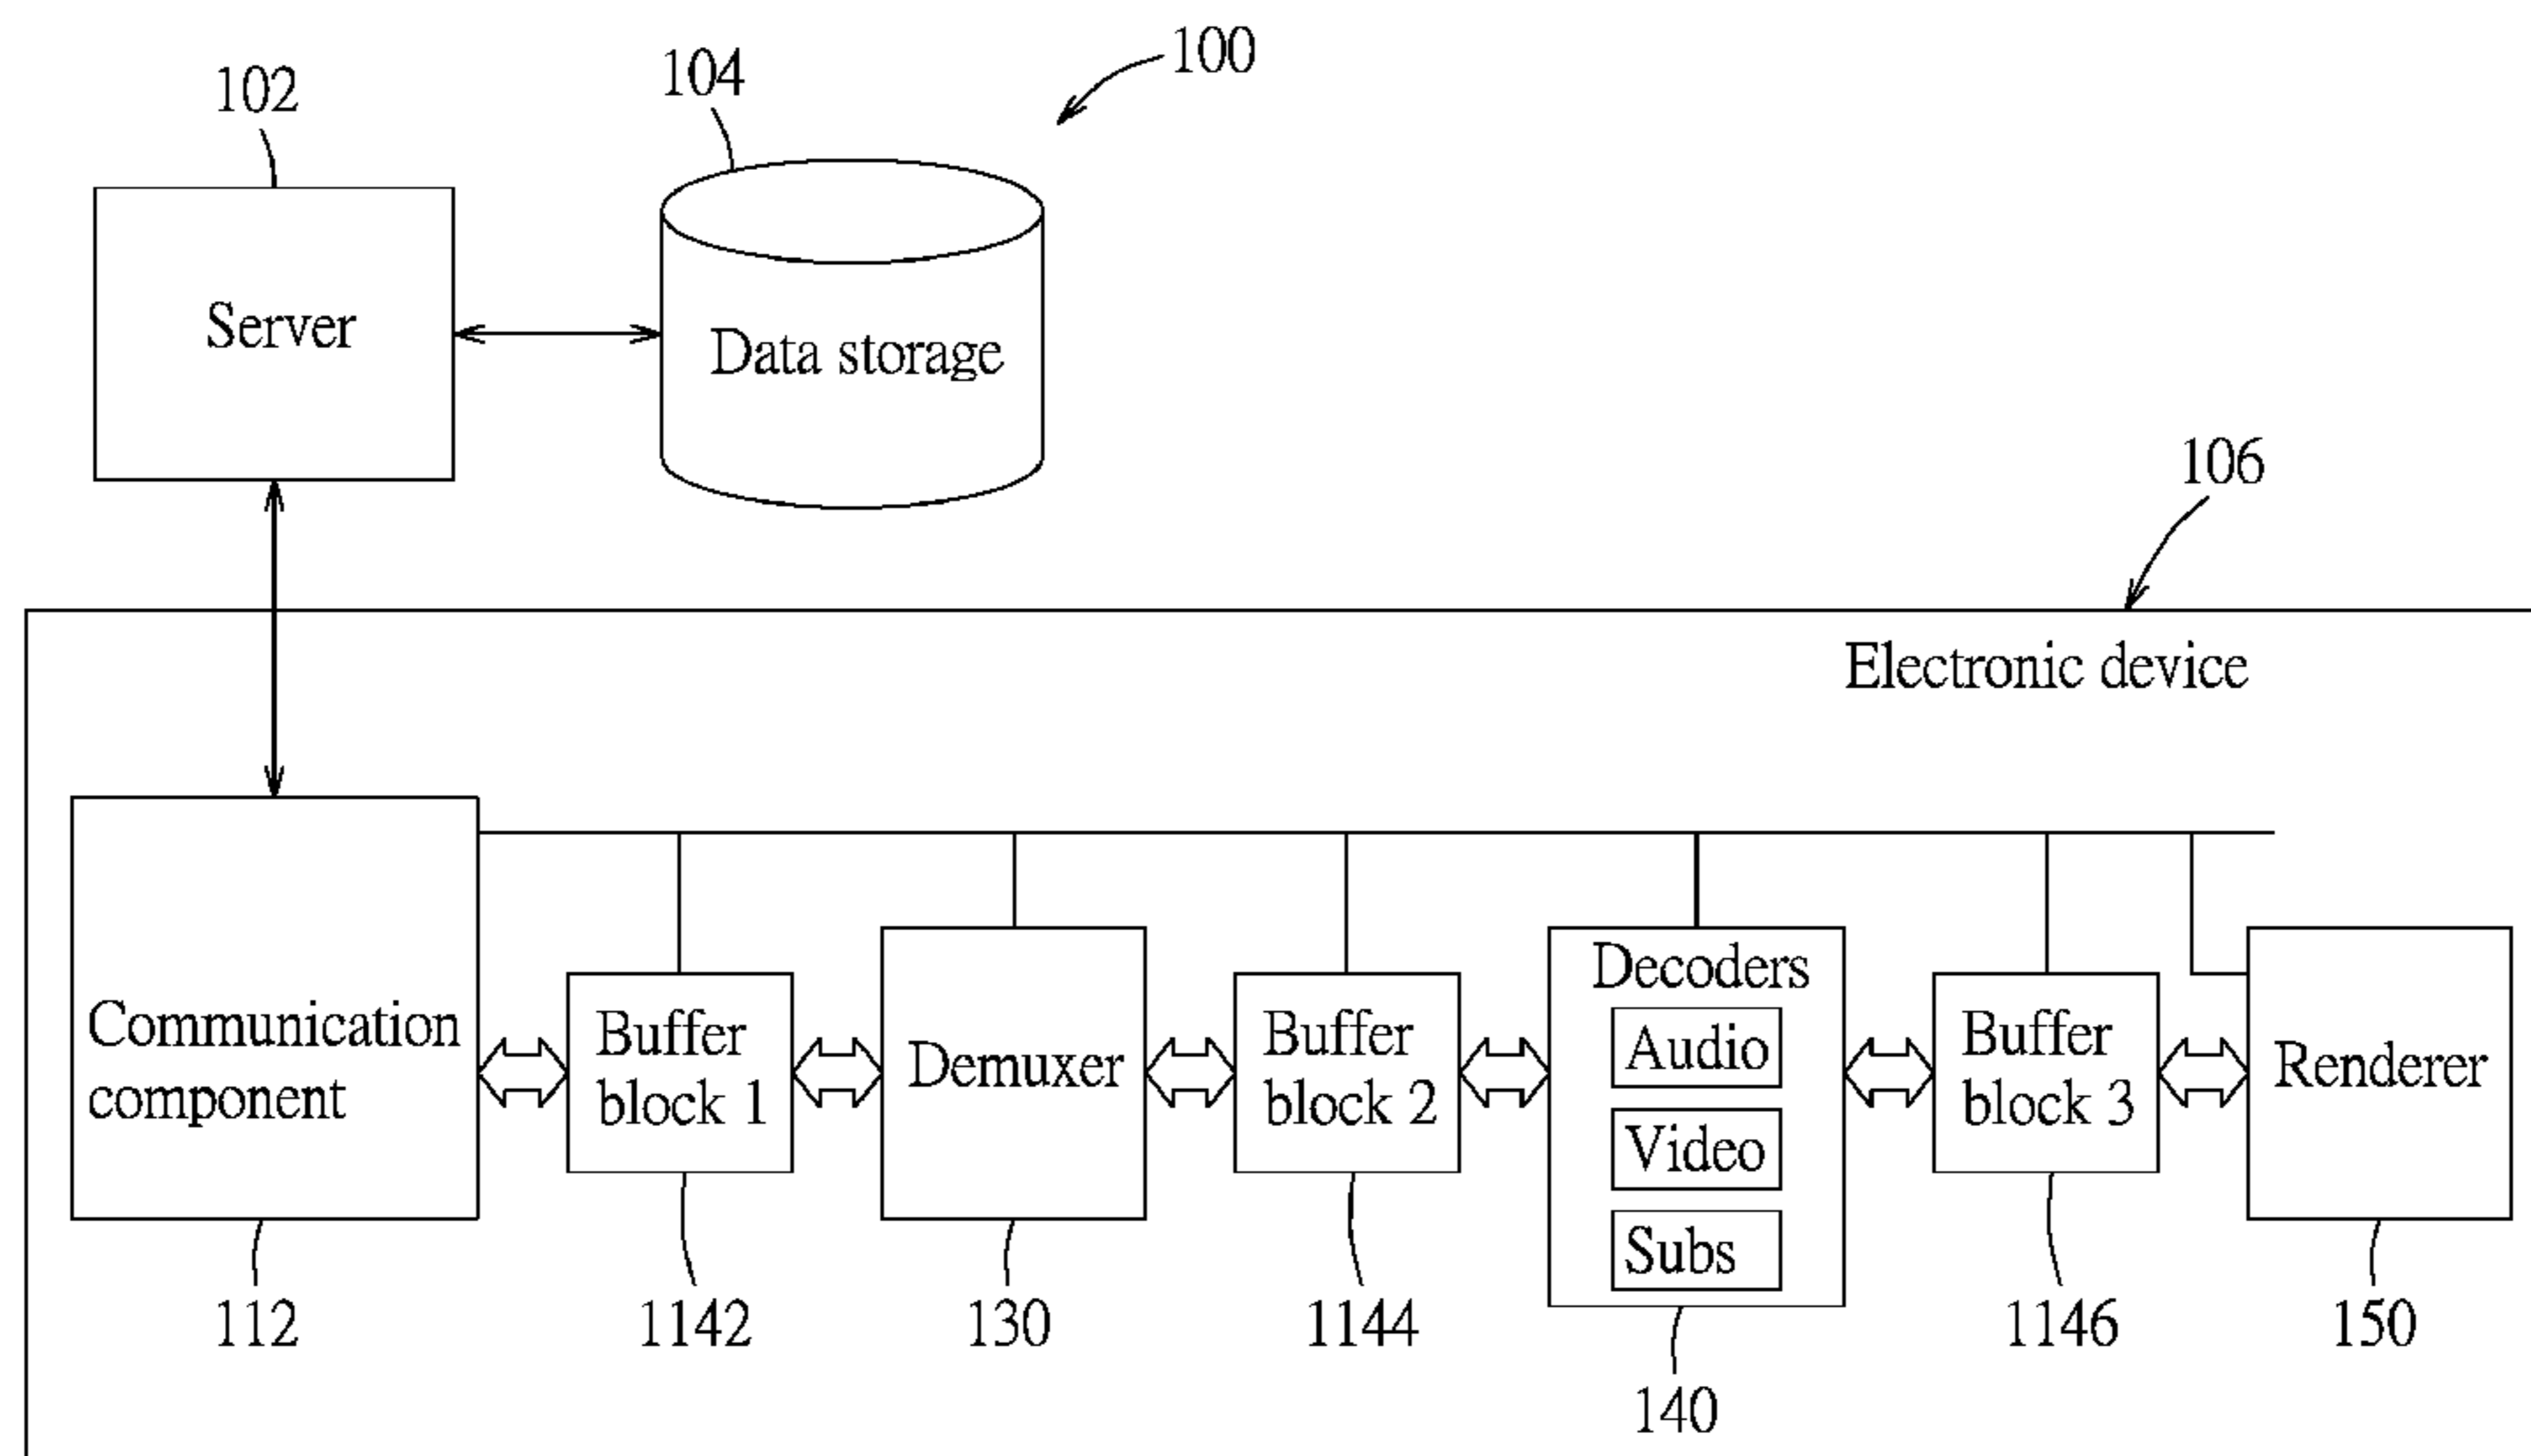 100
102
104
Server
Data storage
106
Electronic device
Communication
component
Buffer
block 1
Demuxer
Buffer
block 2
Decoders
Audio
Video
Subs
Buffer
block 3
Renderer
112
1142
130
1144
140
1146
150